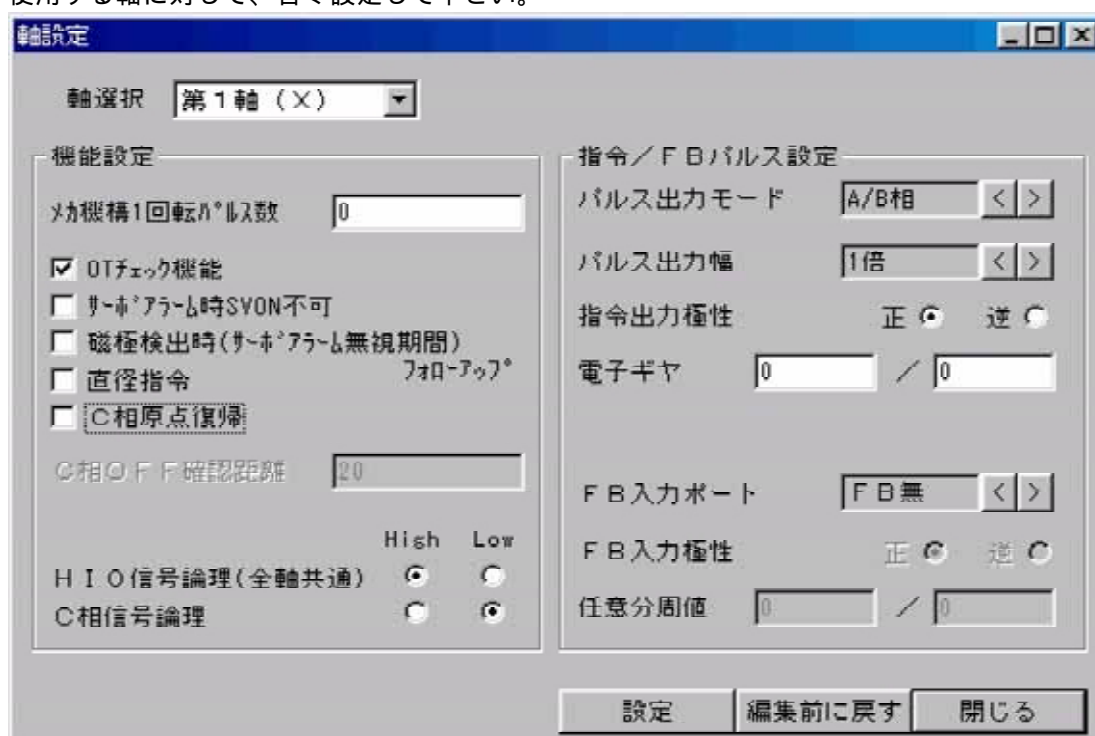 使用する軸に対して、各々設定して下さい。
軸設定
軸選択 第1軸(X)
機能設定
メカ機構1回転パルス数 0
OTチェック機能
サーボアラーム時SVON不可
磁極検出時(サーボアラーム無視期間)
直径指令 フォローアップ
C相原点復帰
C相OFF確認距離 20
High Low
HIO信号論理(全軸共通)
C相信号論理
指令/FBパルス設定
パルス出力モード A/B相 < >
パルス出力幅 1倍 < >
指令出力極性 正 逆
電子ギヤ 0 / 0
FB入力ポート FB無 < >
FB入力極性 正 逆
任意分周値 0 / 0
設定 編集前に戻す 閉じる